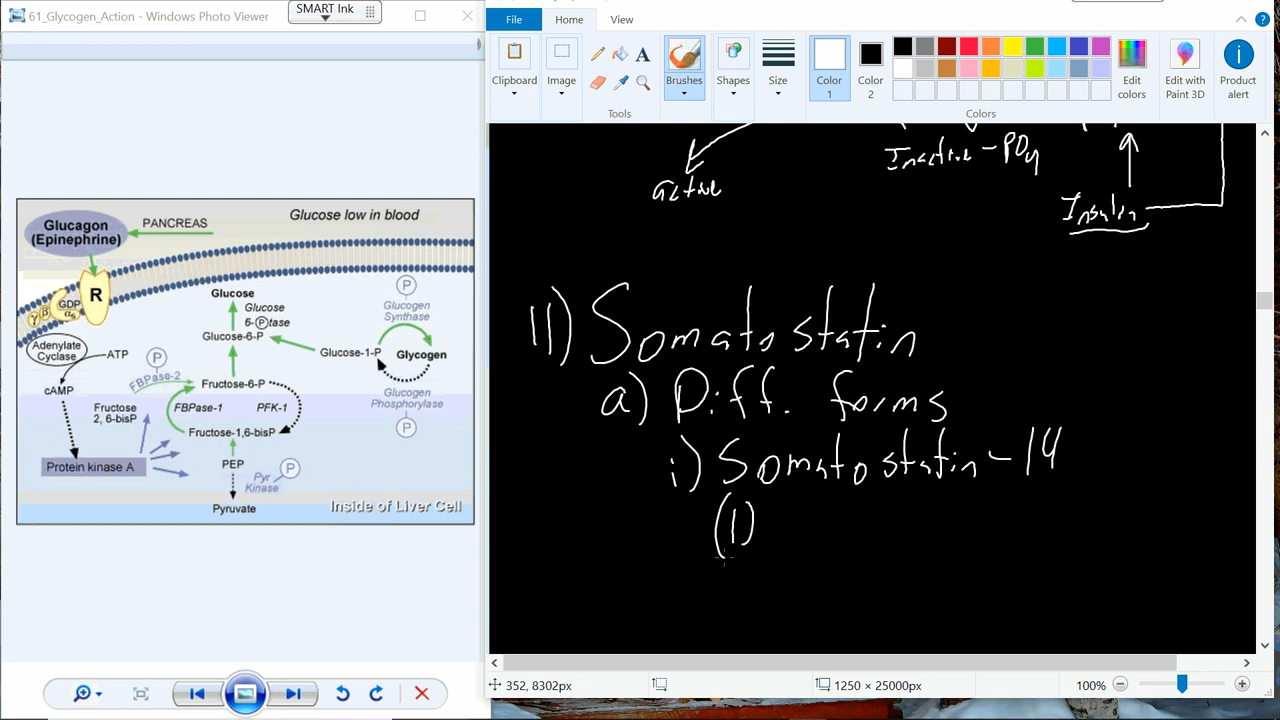 61_Glycogen_Action - Windows Photo Viewer
SMART Ink
Glucose low in blood
PANCREAS
Glucagon
(Epinephrine)
R
GDP
γ β αs
Adenylate
Cyclase
ATP
cAMP
Protein kinase A
Fructose
2, 6-bisP
P
FBPase-2
Glucose
Glucose
6- P tase
Glucose-6-P
Fructose-6-P
FBPase-1
PFK-1
Fructose-1,6-bisP
PEP
Pyr
Kinase
P
Pyruvate
Glucose-1-P
P
Glucogen
Synthase
Glycogen
Glucogen
Phosphorylase
P
Inside of Liver Cell
File
Home
View
Clipboard
Image
Tools
A
Brushes
Shapes
Size
Color
1
Color
2
Edit
colors
Colors
Edit with
Paint 3D
Product
alert
active
Inactive - PO4
Insulin
11) Somatostatin
a) Diff. forms
i) Somatostatin - 14
(1)
352, 8302px
1250 × 25000px
100%